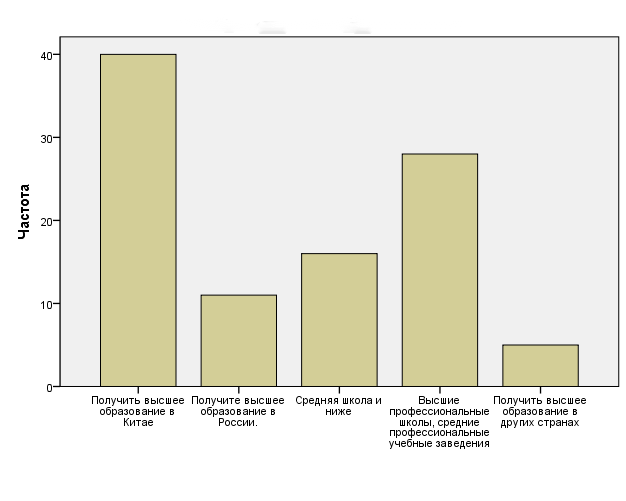 40
30
20
10
0
Частота
Получить высшее
образование в
Китае
Получите высшее
образование в
России.
Средняя школа и
ниже
Высшие
профессиональные
школы, средние
профессиональные
учебные заведения
Получить высшее
образование в
других странах